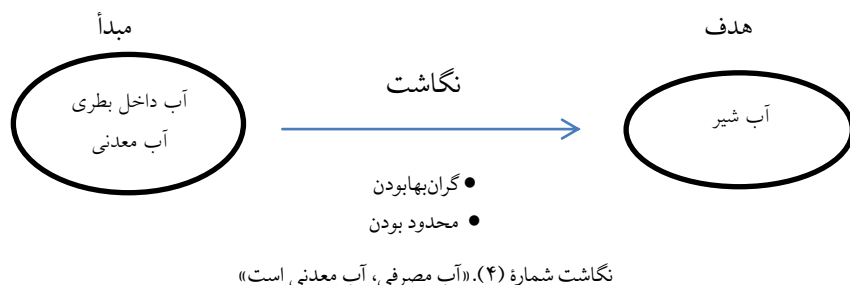 هدف
مبدأ
نگاشت
آب شیر
آب داخل بطری
آب معدنی
● گران‌بهابودن
● محدود بودن
نگاشت شمارۀ (۴). «آب مصرفی، آب معدنی است»